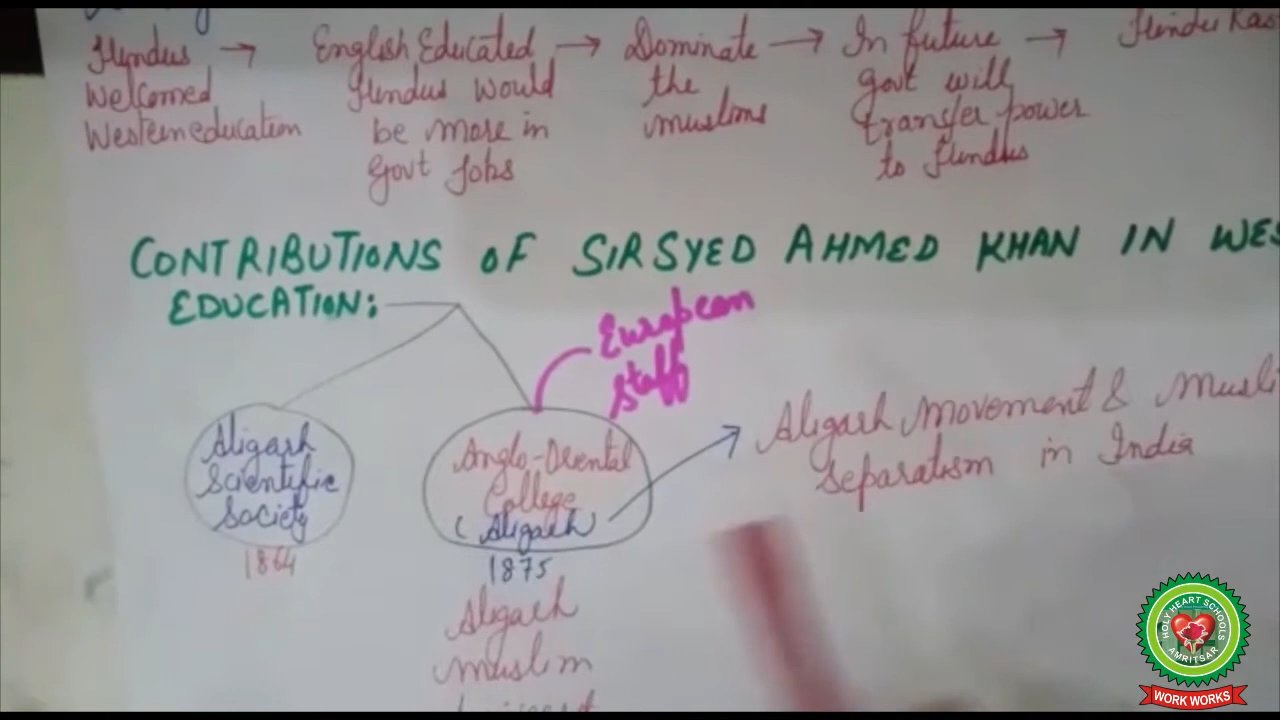 Hindus → English Educated → Dominate → In future → Hindu
Welcomed Hindus would the govt will
Western education be more in muslims transfer power
Govt Jobs to Hindus
CONTRIBUTIONS OF SIR SYED AHMED KHAN IN WES
EDUCATION:
European
Staff
Aligarh
Scientific
Society
1864
Anglo-Oriental
College
(Aligarh)
1875
Aligarh
Muslim
Aligarh Movement & Musli
Separatism in India
HOLY HEART SCHOOLS
AMRITSAR
WORK WORKS